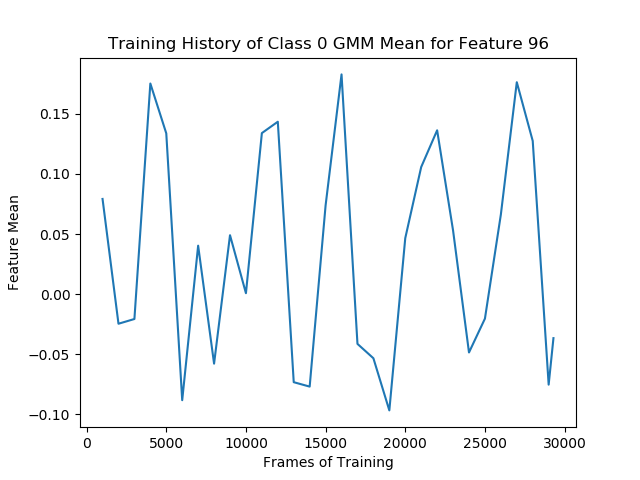 Training History of Class 0 GMM Mean for Feature 96
0.15
0.10
0.05
0.00
−0.05
−0.10
Feature Mean
0 5000 10000 15000 20000 25000 30000
Frames of Training